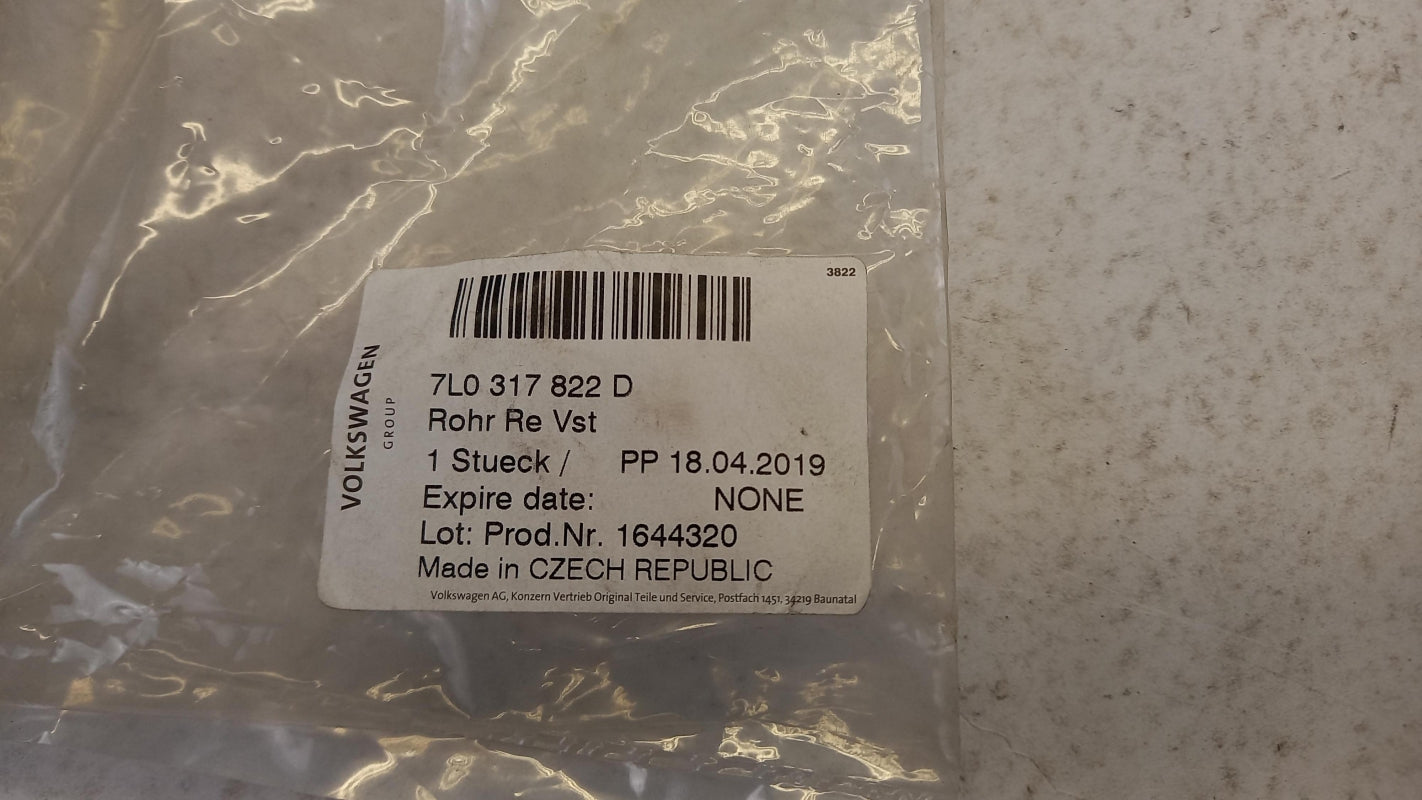 3822
VOLKSWAGEN
GROUP
7L0 317 822 D
Rohr Re Vst
1 Stueck / PP 18.04.2019
Expire date: NONE
Lot: Prod.Nr. 1644320
Made in CZECH REPUBLIC
Volkswagen AG, Konzern Vertrieb Original Teile und Service, Postfach 1451, 34219 Baunatal